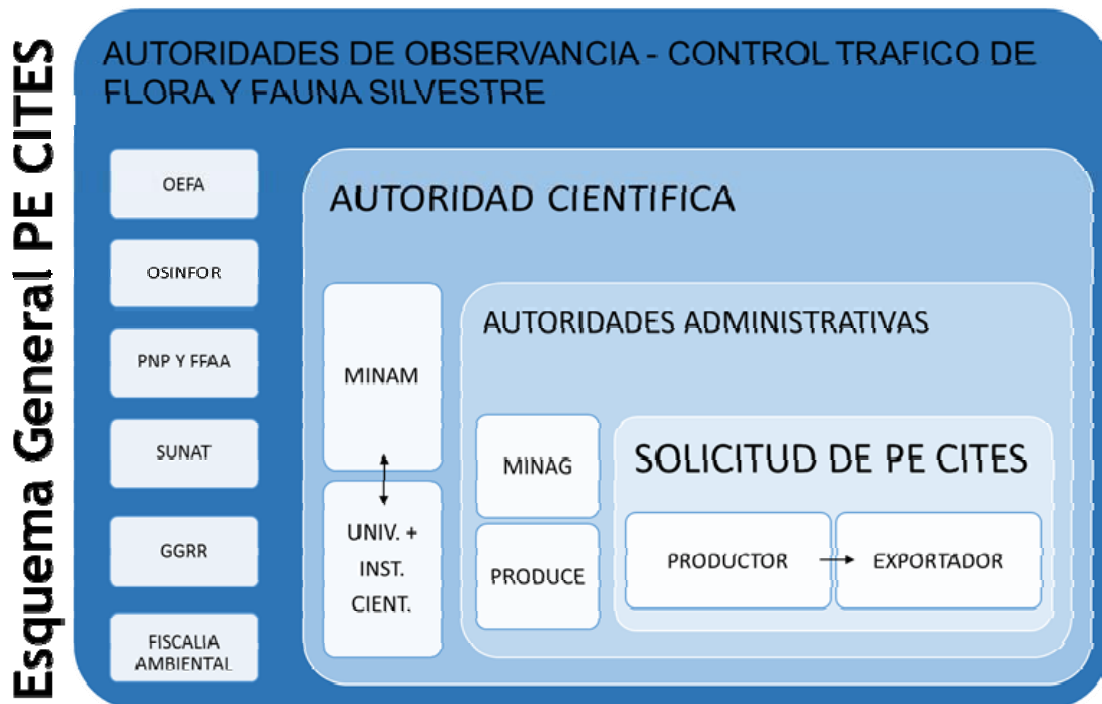 Esquema General PE CITES
AUTORIDADES DE OBSERVANCIA - CONTROL TRAFICO DE
FLORA Y FAUNA SILVESTRE
OEFA
OSINFOR
PNP Y FFAA
SUNAT
GGRR
FISCALIA
AMBIENTAL
AUTORIDAD CIENTIFICA
MINAM
UNIV. +
INST.
CIENT.
AUTORIDADES ADMINISTRATIVAS
MINAG
PRODUCE
SOLICITUD DE PE CITES
PRODUCTOR
EXPORTADOR